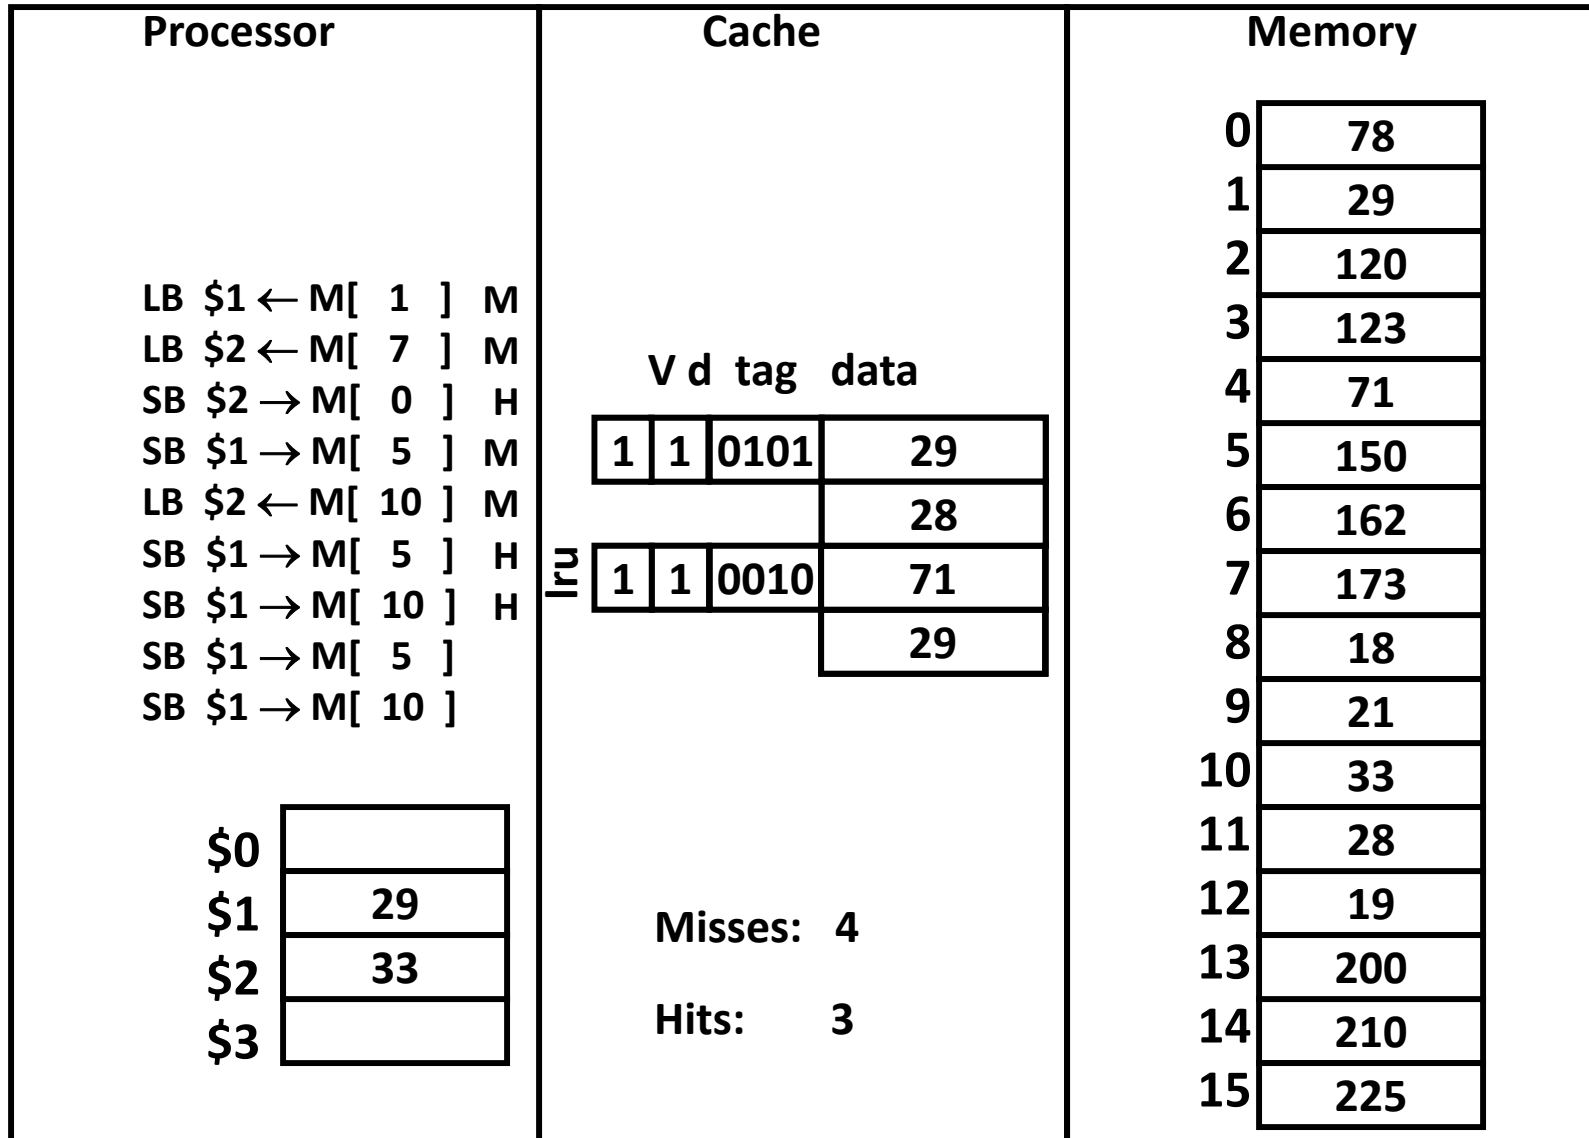 Processor
LB $1 ← M[ 1 ] M
LB $2 ← M[ 7 ] M
SB $2 → M[ 0 ] H
SB $1 → M[ 5 ] M
LB $2 ← M[ 10 ] M
SB $1 → M[ 5 ] H
SB $1 → M[ 10 ] H
SB $1 → M[ 5 ]
SB $1 → M[ 10 ]
$0
$1 29
$2 33
$3
Cache
V d tag data
1 1 0101 29
28
lru 1 1 0010 71
29
Misses: 4
Hits: 3
Memory
0 78
1 29
2 120
3 123
4 71
5 150
6 162
7 173
8 18
9 21
10 33
11 28
12 19
13 200
14 210
15 225